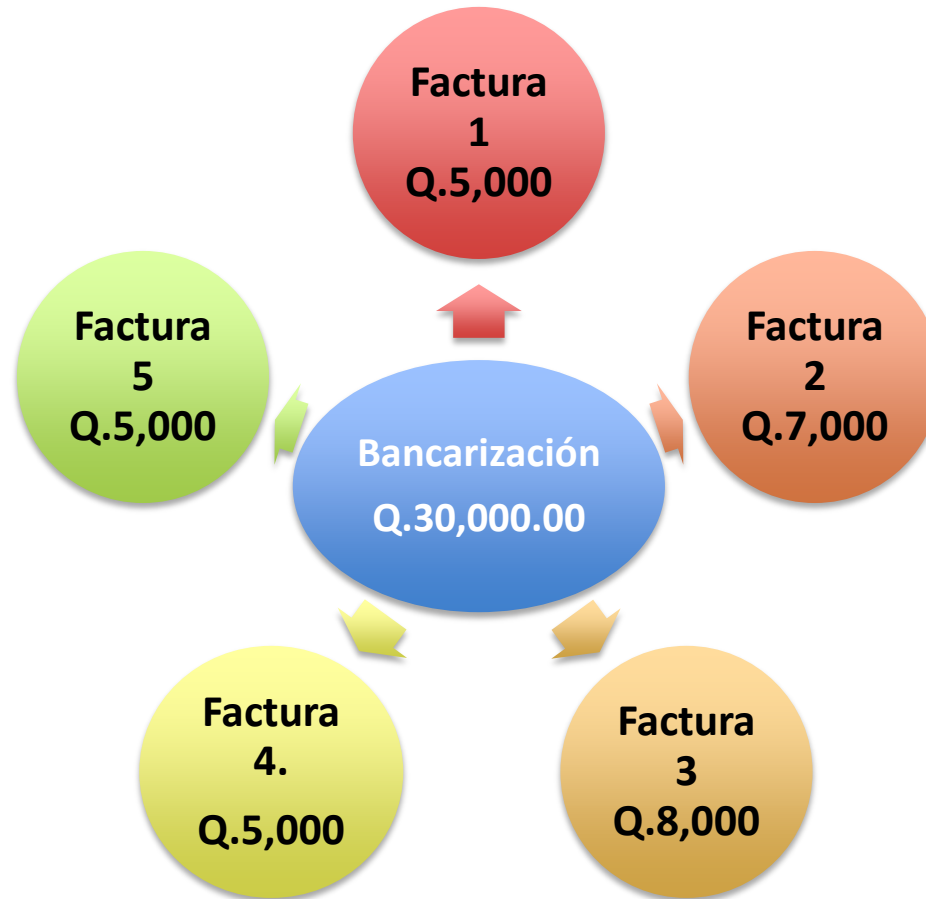 Factura
1
Q.5,000
Factura
2
Q.7,000
Factura
3
Q.8,000
Factura
4.
Q.5,000
Factura
5
Q.5,000
Bancarización
Q.30,000.00